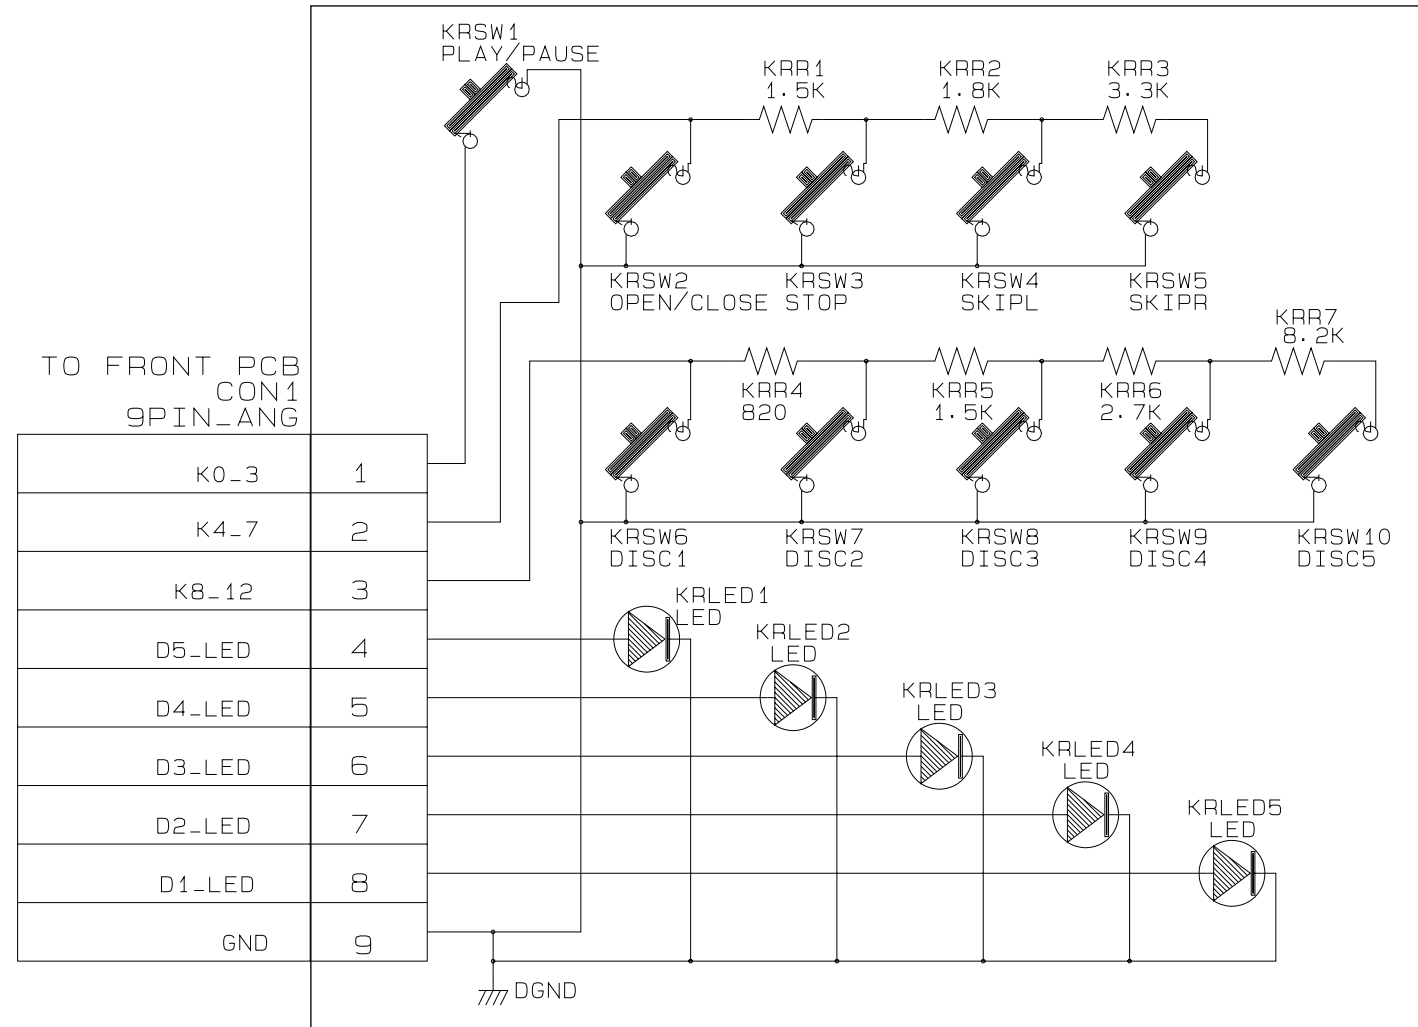 KRSW1
PLAY/PAUSE
KRR1
1.5K
KRR2
1.8K
KRR3
3.3K
KRSW2
OPEN/CLOSE
KRSW3
STOP
KRSW4
SKIPL
KRSW5
SKIPR
KRR7
8.2K
KRR4
820
KRR5
1.5K
KRR6
2.7K
TO FRONT PCB
CON1
9PIN_ANG
K0_3 1
K4_7 2
K8_12 3
D5_LED 4
D4_LED 5
D3_LED 6
D2_LED 7
D1_LED 8
GND 9
KRSW6
DISC1
KRSW7
DISC2
KRSW8
DISC3
KRSW9
DISC4
KRSW10
DISC5
KRLED1
LED
KRLED2
LED
KRLED3
LED
KRLED4
LED
KRLED5
LED
DGND